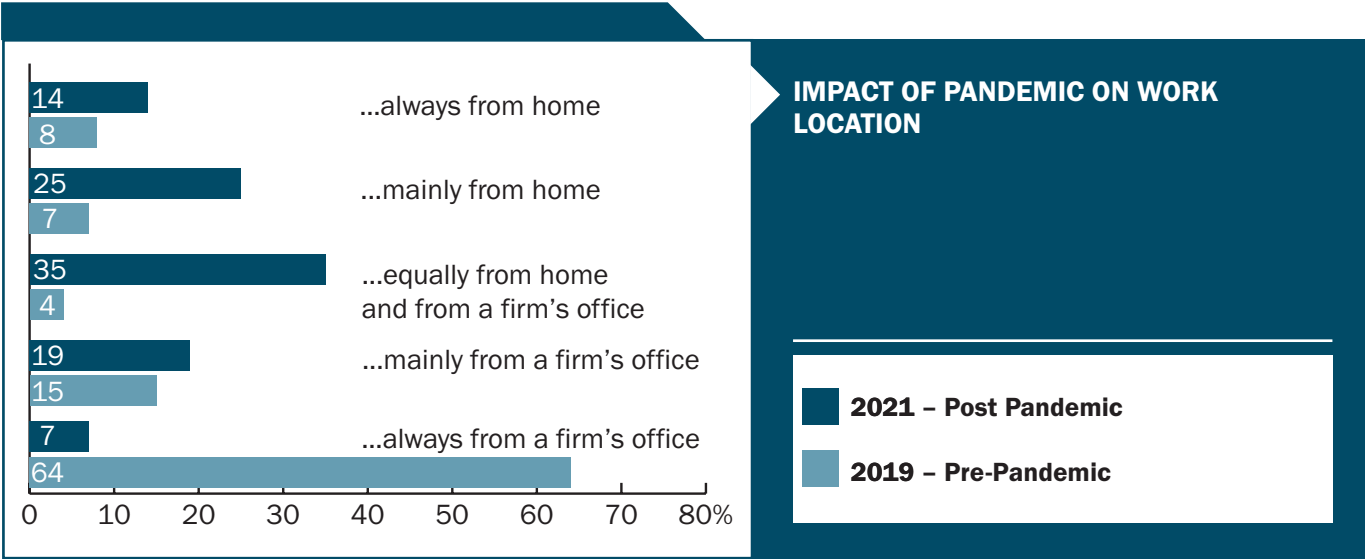 IMPACT OF PANDEMIC ON WORK
LOCATION
14
...always from home
8
25
...mainly from home
7
35
...equally from home
and from a firm’s office
4
19
...mainly from a firm’s office
15
7
...always from a firm’s office
64
0 10 20 30 40 50 60 70 80%
2021 – Post Pandemic
2019 – Pre-Pandemic